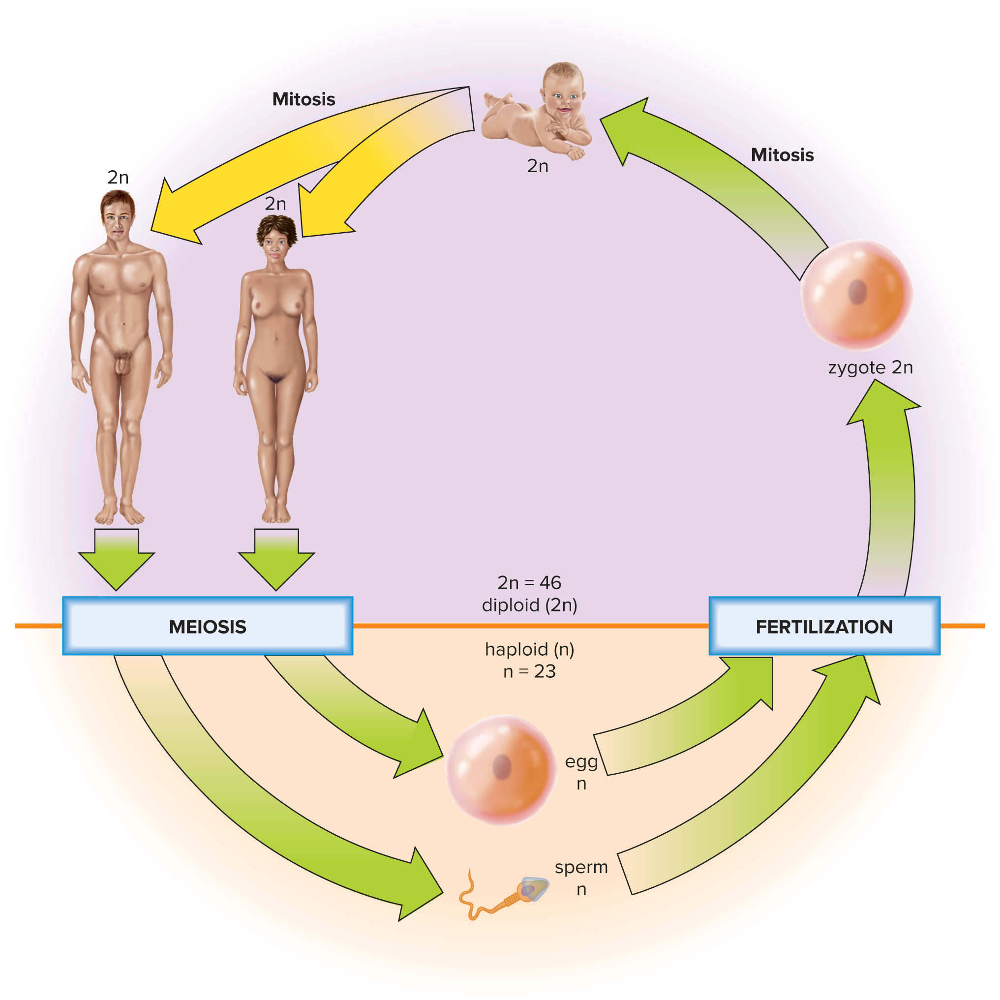 Mitosis
Mitosis
2n
2n
2n
zygote 2n
2n = 46
diploid (2n)
MEIOSIS
FERTILIZATION
haploid (n)
n = 23
egg
n
sperm
n